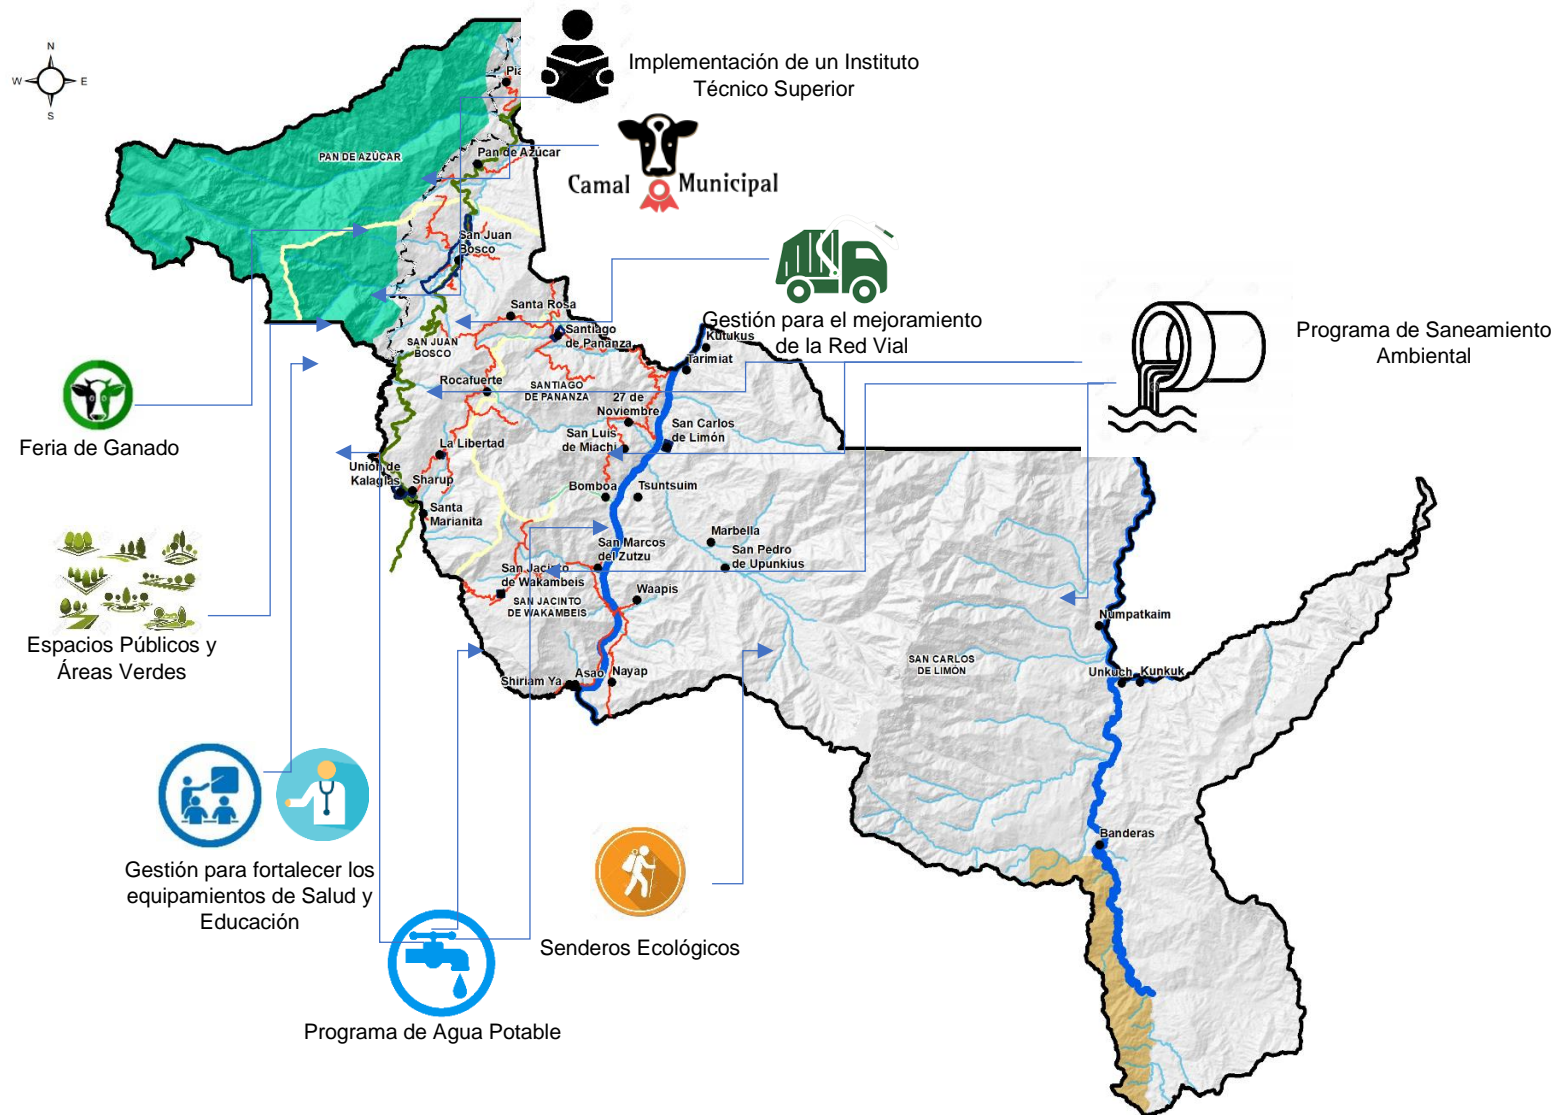 N
W
E
S
Implementación de un Instituto
Técnico Superior
Camal Municipal
PAN DE AZÚCAR
Pan de Azúcar
San Juan
Bosco
Gestión para el mejoramiento
de la Red Vial
Programa de Saneamiento
Ambiental
Santa Rosa
Santiago
de Pananza
Kutukus
Tarimiat
SAN JUAN
BOSCO
Rocafuerte
SANTIAGO
DE PANANZA
27 de
Noviembre
San Carlos
de Limón
San Luis
de Miachi
Feria de Ganado
La Libertad
Unión de
Kalaglas
Sharup
Santa
Marianita
Bomboa
Tsuntsuim
Marbella
San Pedro
de Upunkius
San Marcos
del Zutzu
San Jacinto
de Wakambeis
SAN JACINTO
DE WAKAMBEIS
Waapis
Numpatkaim
Espacios Públicos y
Áreas Verdes
SAN CARLOS
DE LIMÓN
Shiriam Ya
Asao
Nayap
Unkuch
Kunkuk
Banderas
Gestión para fortalecer los
equipamientos de Salud y
Educación
Senderos Ecológicos
Programa de Agua Potable